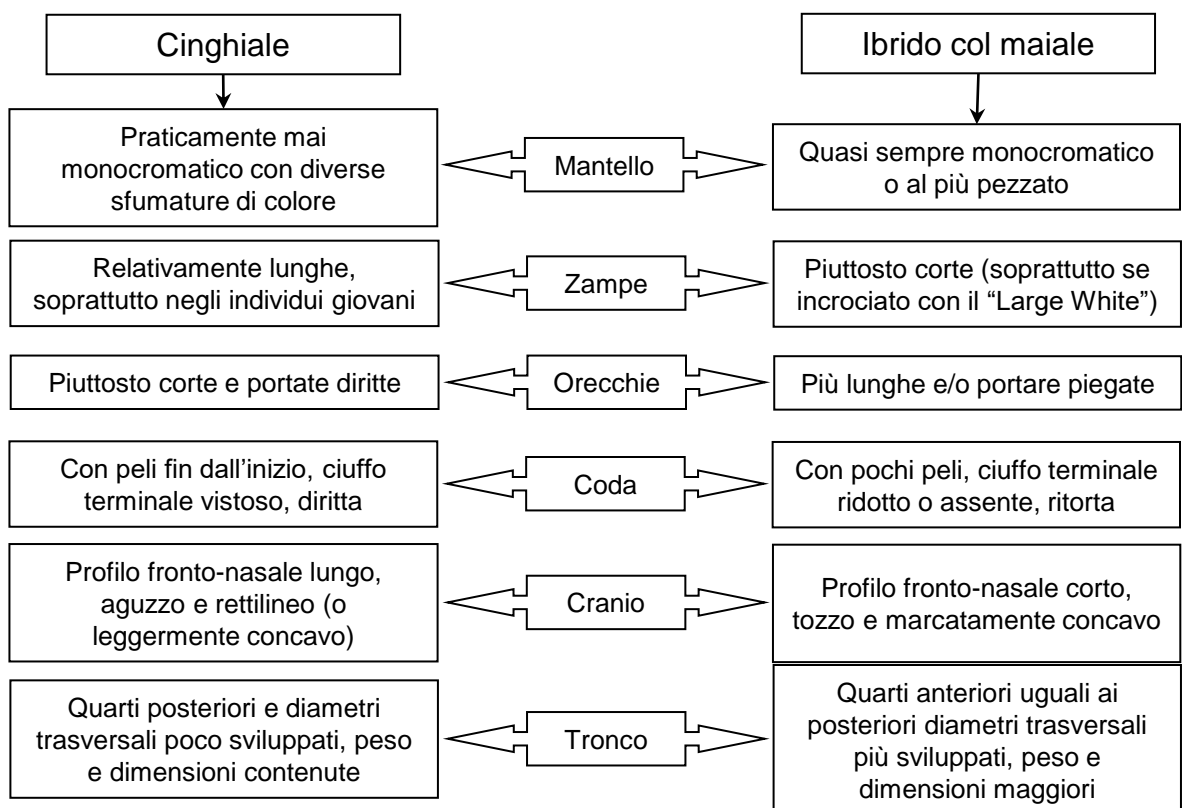 Cinghiale
Ibrido col maiale
Praticamente mai
monocromatico con diverse
sfumature di colore
Mantello
Quasi sempre monocromatico
o al più pezzato
Relativamente lunghe,
soprattutto negli individui giovani
Zampe
Piuttosto corte (soprattutto se
incrociato con il “Large White”)
Piuttosto corte e portate diritte
Orecchie
Più lunghe e/o portare piegate
Con peli fin dall’inizio, ciuffo
terminale vistoso, diritta
Coda
Con pochi peli, ciuffo terminale
ridotto o assente, ritorta
Profilo fronto-nasale lungo,
aguzzo e rettilineo (o
leggermente concavo)
Cranio
Profilo fronto-nasale corto,
tozzo e marcatamente concavo
Quarti posteriori e diametri
trasversali poco sviluppati, peso
e dimensioni contenute
Tronco
Quarti anteriori uguali ai
posteriori diametri trasversali
più sviluppati, peso e
dimensioni maggiori